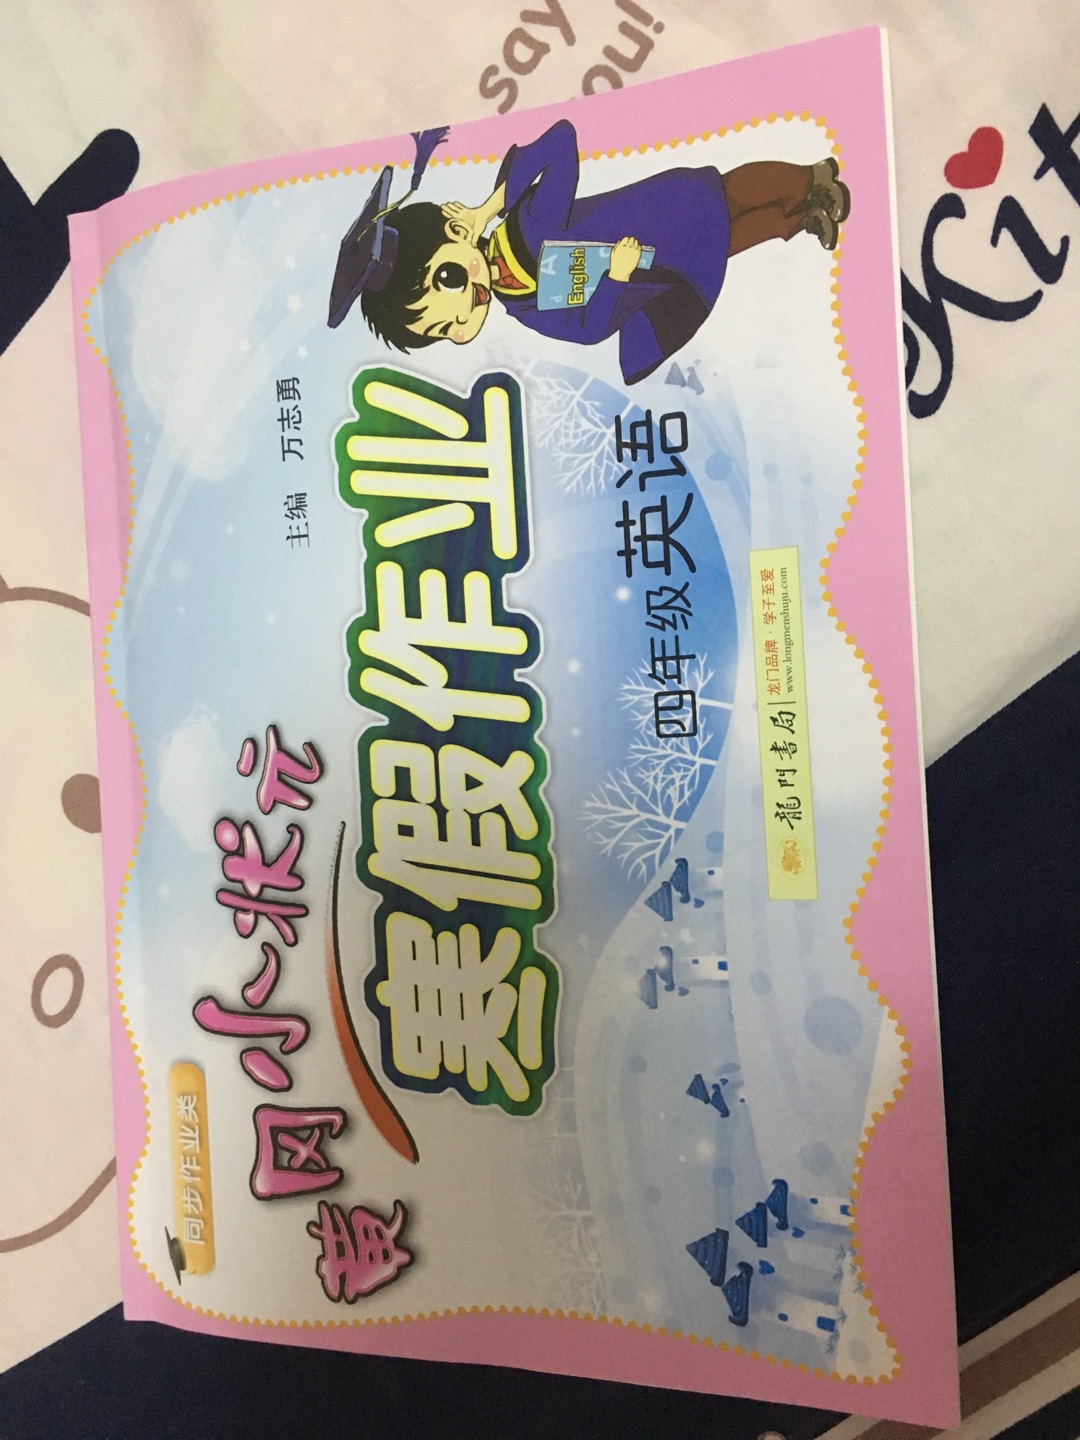 同步作业类
黄冈小状元
主编 万志勇
寒假作业
English
四年级英语
龍門書局
龙门品牌·学子至爱
www.longmenshuju.com
say
you!
Kit